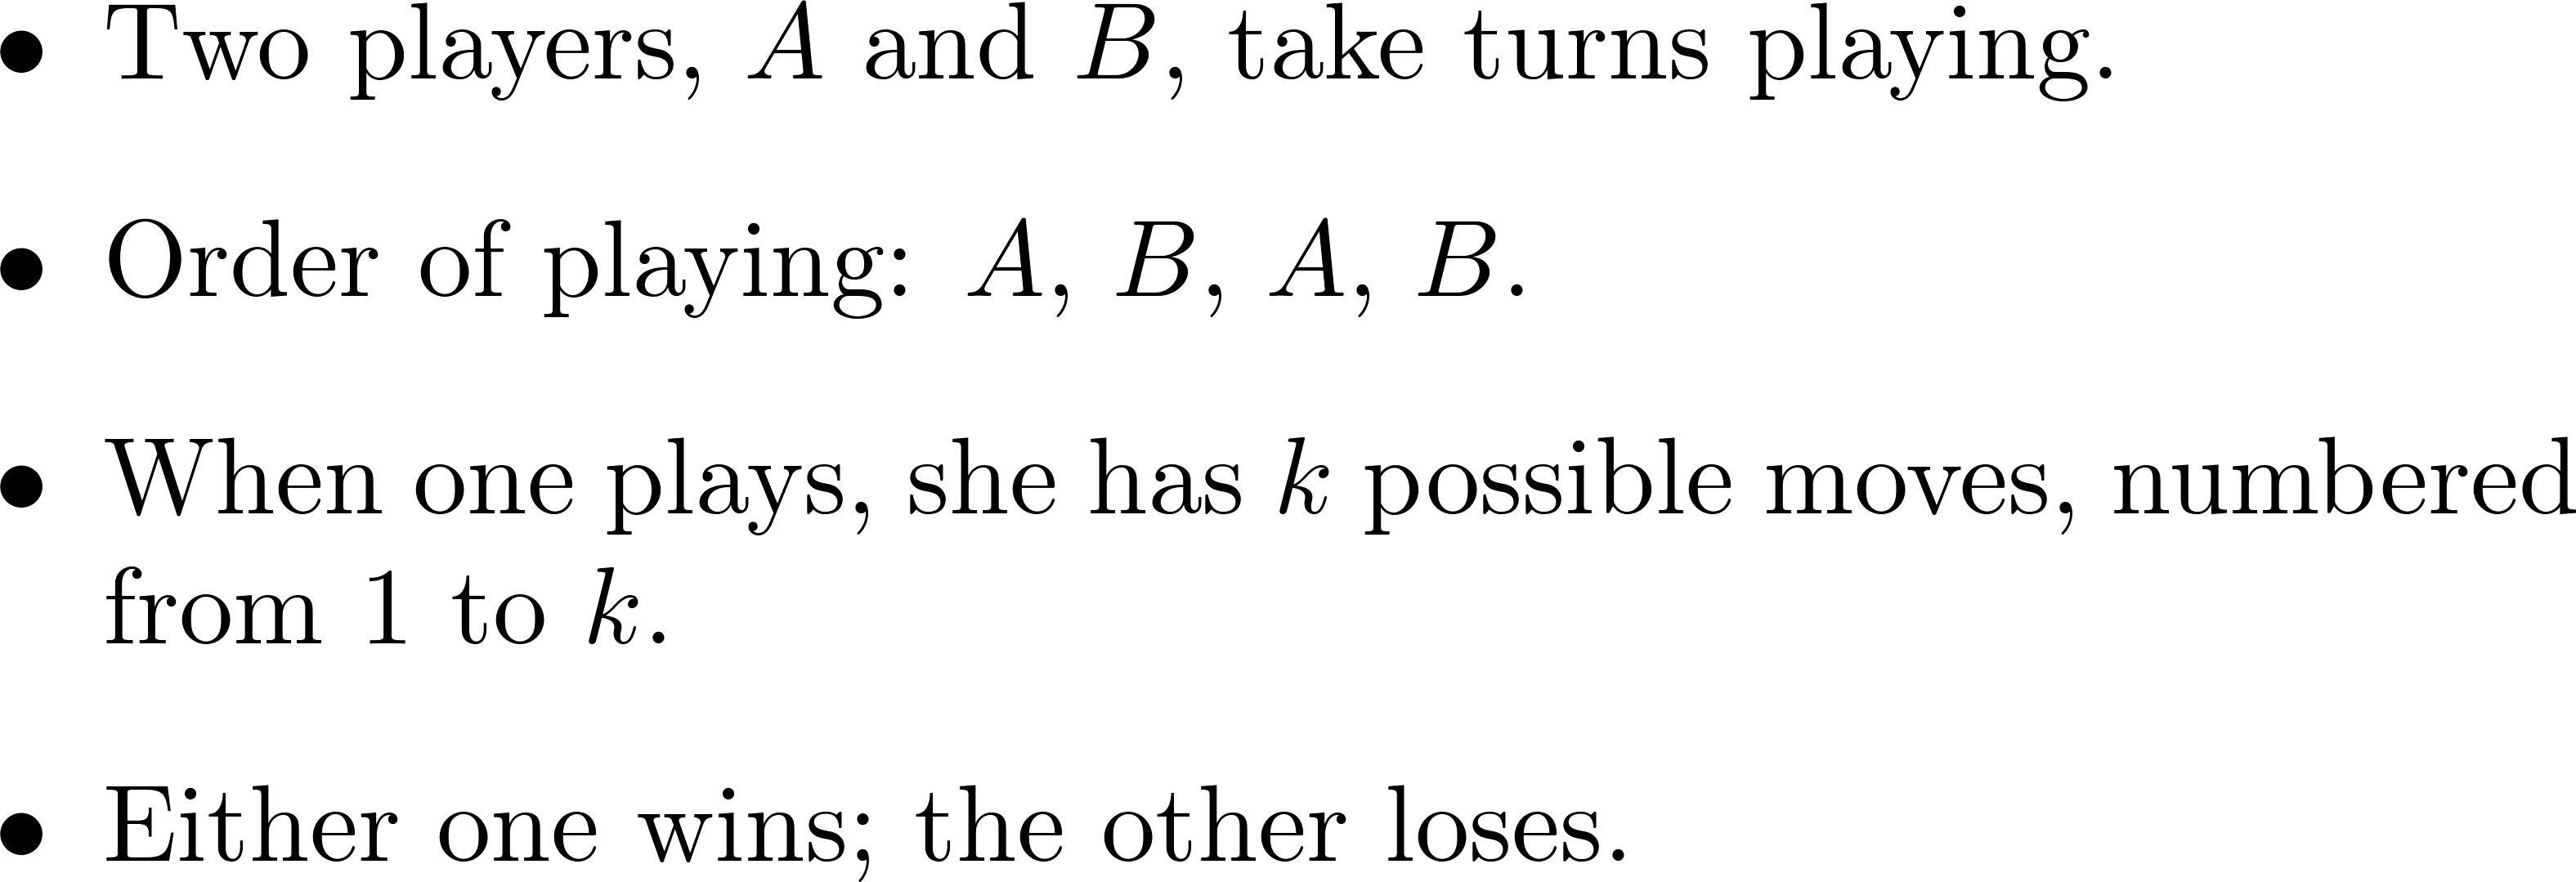 • Two players, A and B, take turns playing.
• Order of playing: A, B, A, B.
• When one plays, she has k possible moves, numbered
from 1 to k.
• Either one wins; the other loses.